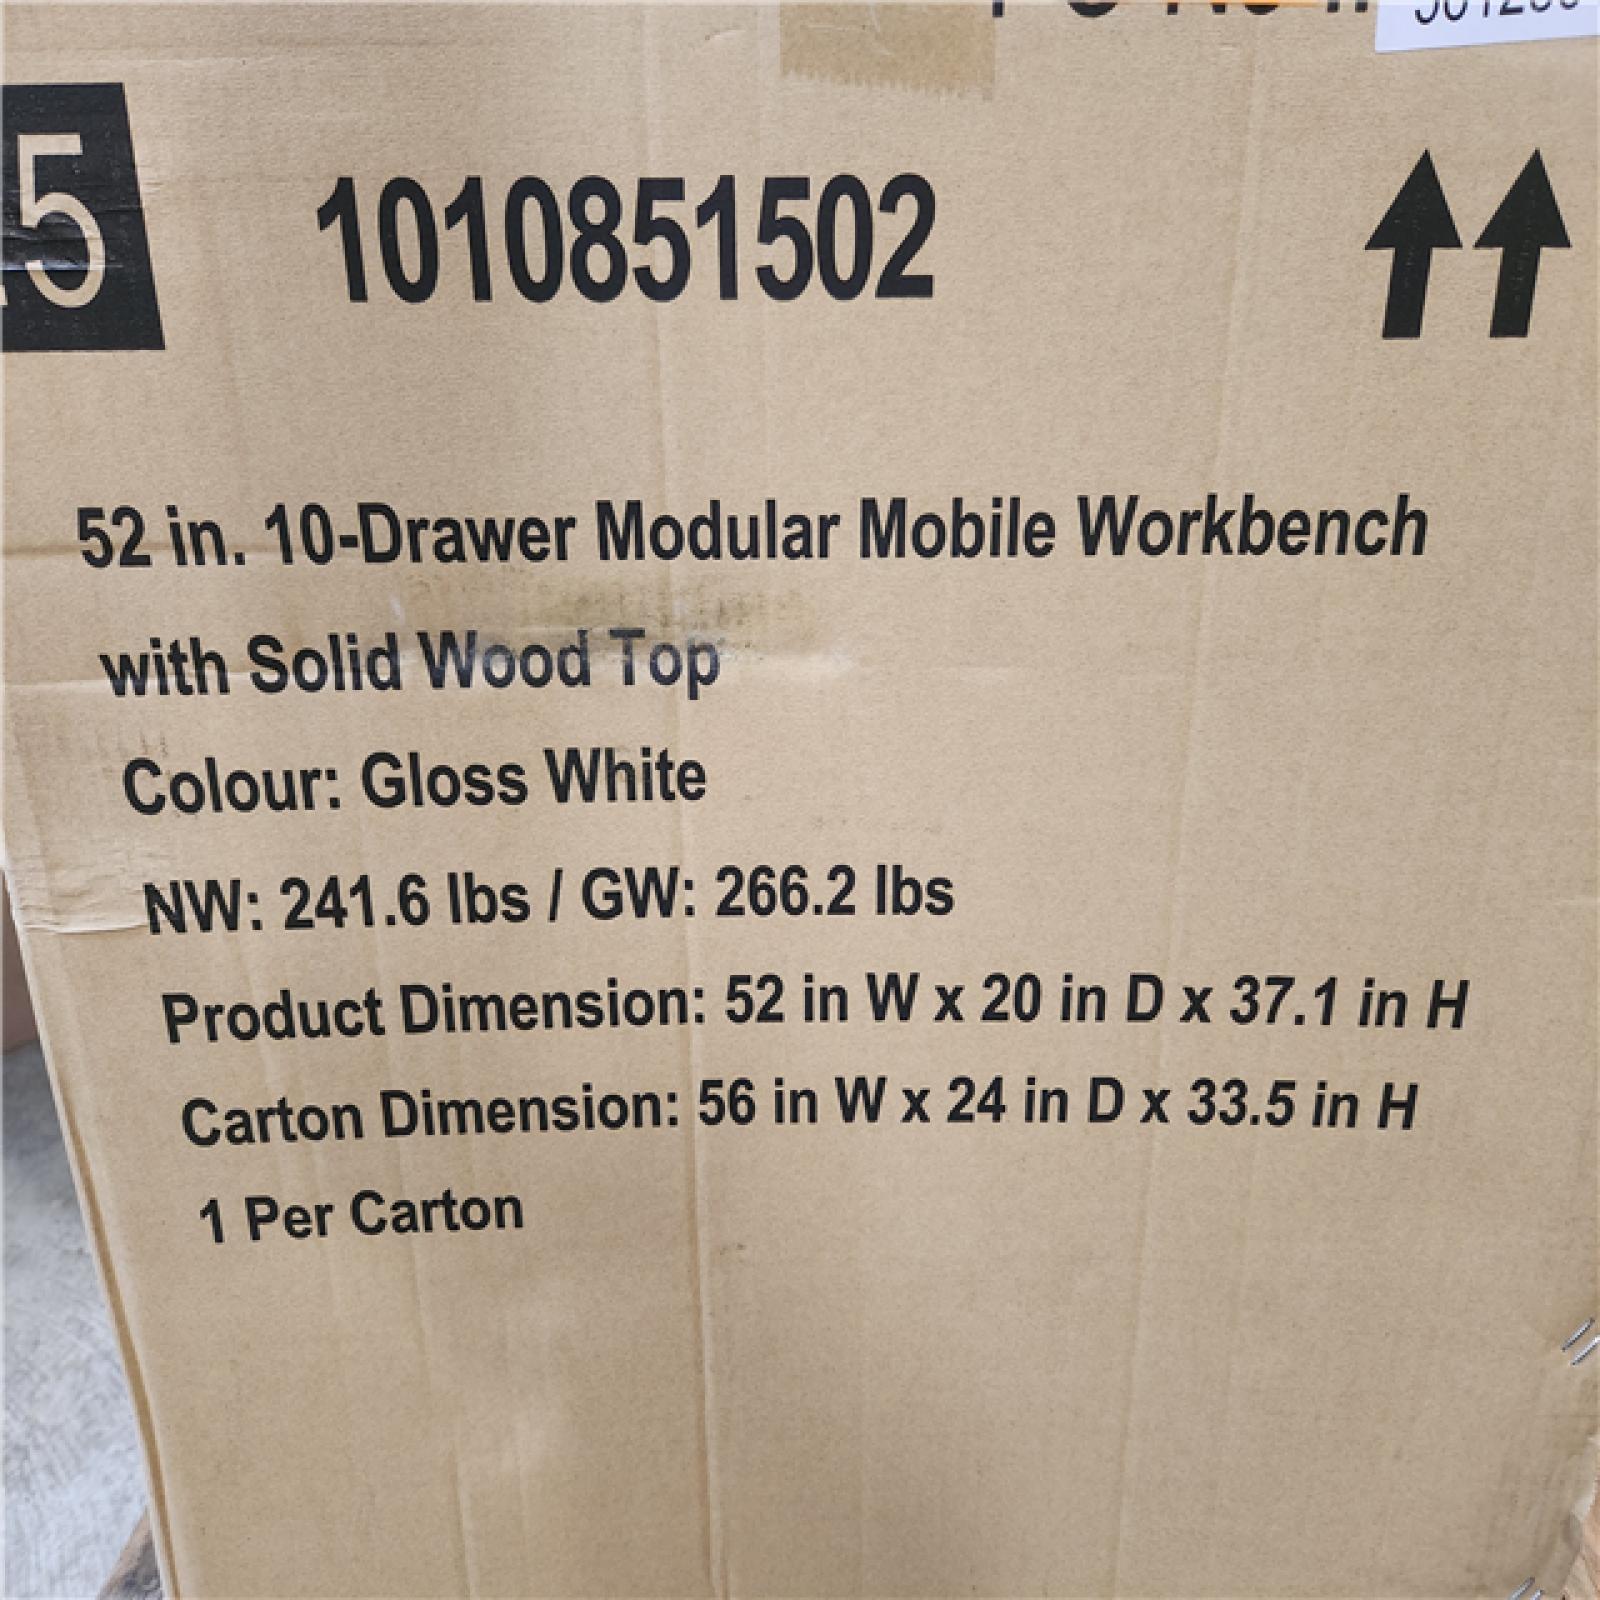 5
1010851502
52 in. 10-Drawer Modular Mobile Workbench
with Solid Wood Top
Colour: Gloss White
NW: 241.6 lbs / GW: 266.2 lbs
Product Dimension: 52 in W x 20 in D x 37.1 in H
Carton Dimension: 56 in W x 24 in D x 33.5 in H
1 Per Carton